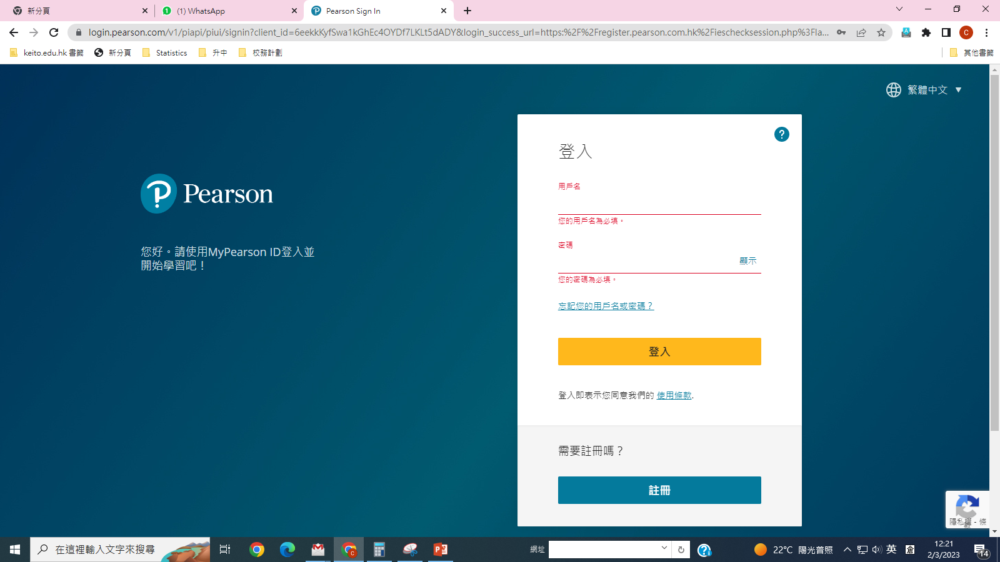 新分頁
(1) WhatsApp
Pearson Sign In
login.pearson.com/v1/piapi/piui/signin?client_id=6eekkKyfSwa1kGhEc4OYDf7LKLt5dADY&login_success_url=https:%2F%2Fregister.pearson.com.hk%2Fieschecksession.php%3Fla...
C
keito.edu.hk 書籤
新分頁
Statistics
升中
校務計劃
其他書籤
繁體中文
?
登入
用戶名
您的用戶名為必填。
密碼
顯示
您的密碼為必填。
忘記您的用戶名或密碼？
登入
登入即表示您同意我們的 使用條款.
需要註冊嗎？
註冊
Pearson
您好。請使用MyPearson ID登入並
開始學習吧！
隱私權 - 條
款
在這裡輸入文字來搜尋
網址
22°C 陽光普照
英
倉
12:21
2/3/2023
14